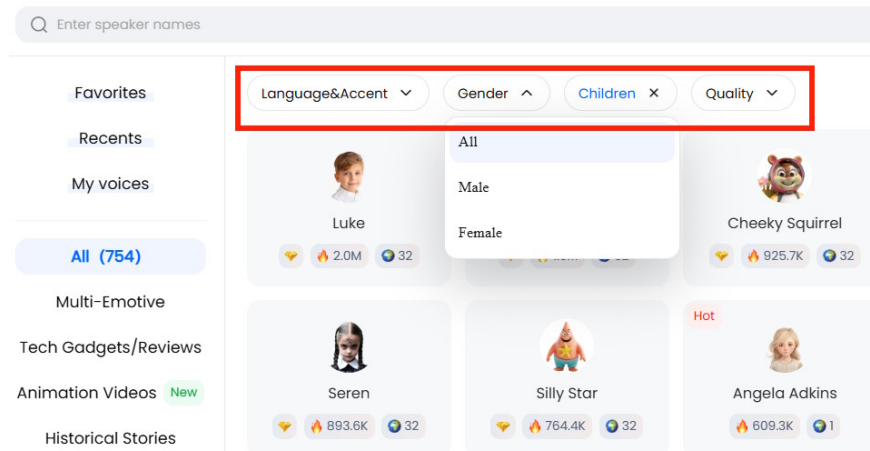 Enter speaker names
Favorites
Recents
My voices
All (754)
Multi-Emotive
Tech Gadgets/Reviews
Animation Videos New
Historical Stories
Language&Accent
Gender
Children ×
Quality
All
Male
Female
Luke
2.0M 32
Cheeky Squirrel
925.7K 32
Seren
893.6K 32
Silly Star
764.4K 32
Hot
Angela Adkins
609.3K 1